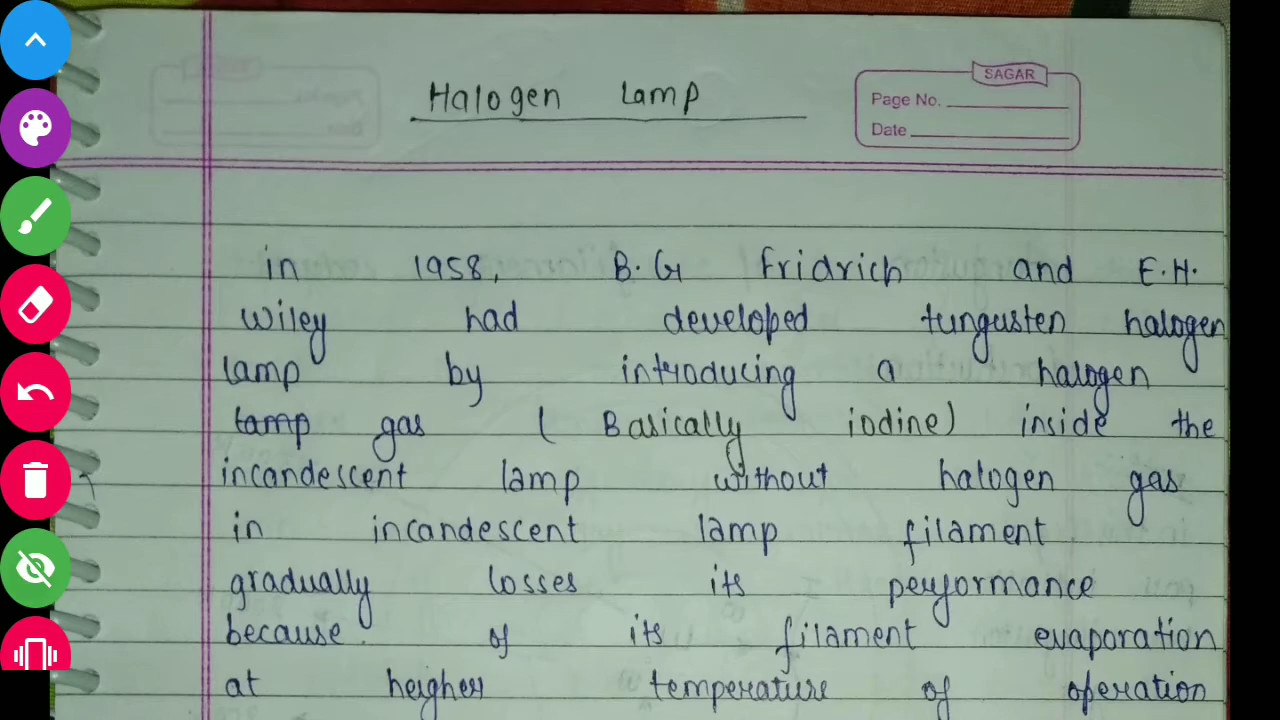 Halogen Lamp
SAGAR
Page No.
Date
in 1958, B.G Fridrich and E.H.
Wiley had developed tungusten halogen
lamp by introducing a halogen
lamp gas ( Basically iodine) inside the
incandescent lamp without halogen gas
in incandescent lamp filament
gradually losses its performance
because of its filament evaporation
at heigher temperature of operation